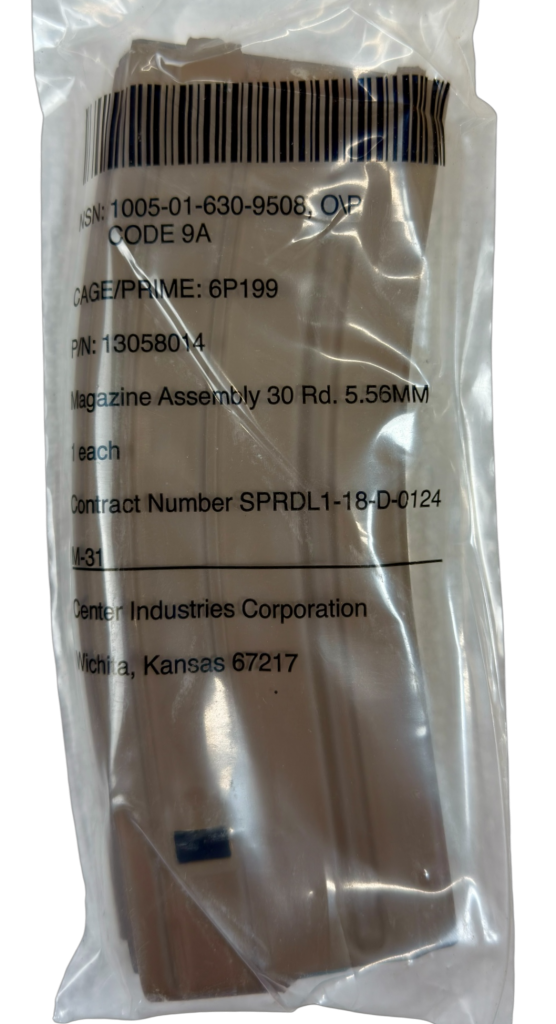 NSN: 1005-01-630-9508, O\P
CODE 9A
CAGE/PRIME: 6P199
P/N: 13058014
Magazine Assembly 30 Rd. 5.56MM
1 each
Contract Number SPRDL1-18-D-0124
M-31
Center Industries Corporation
Wichita, Kansas 67217